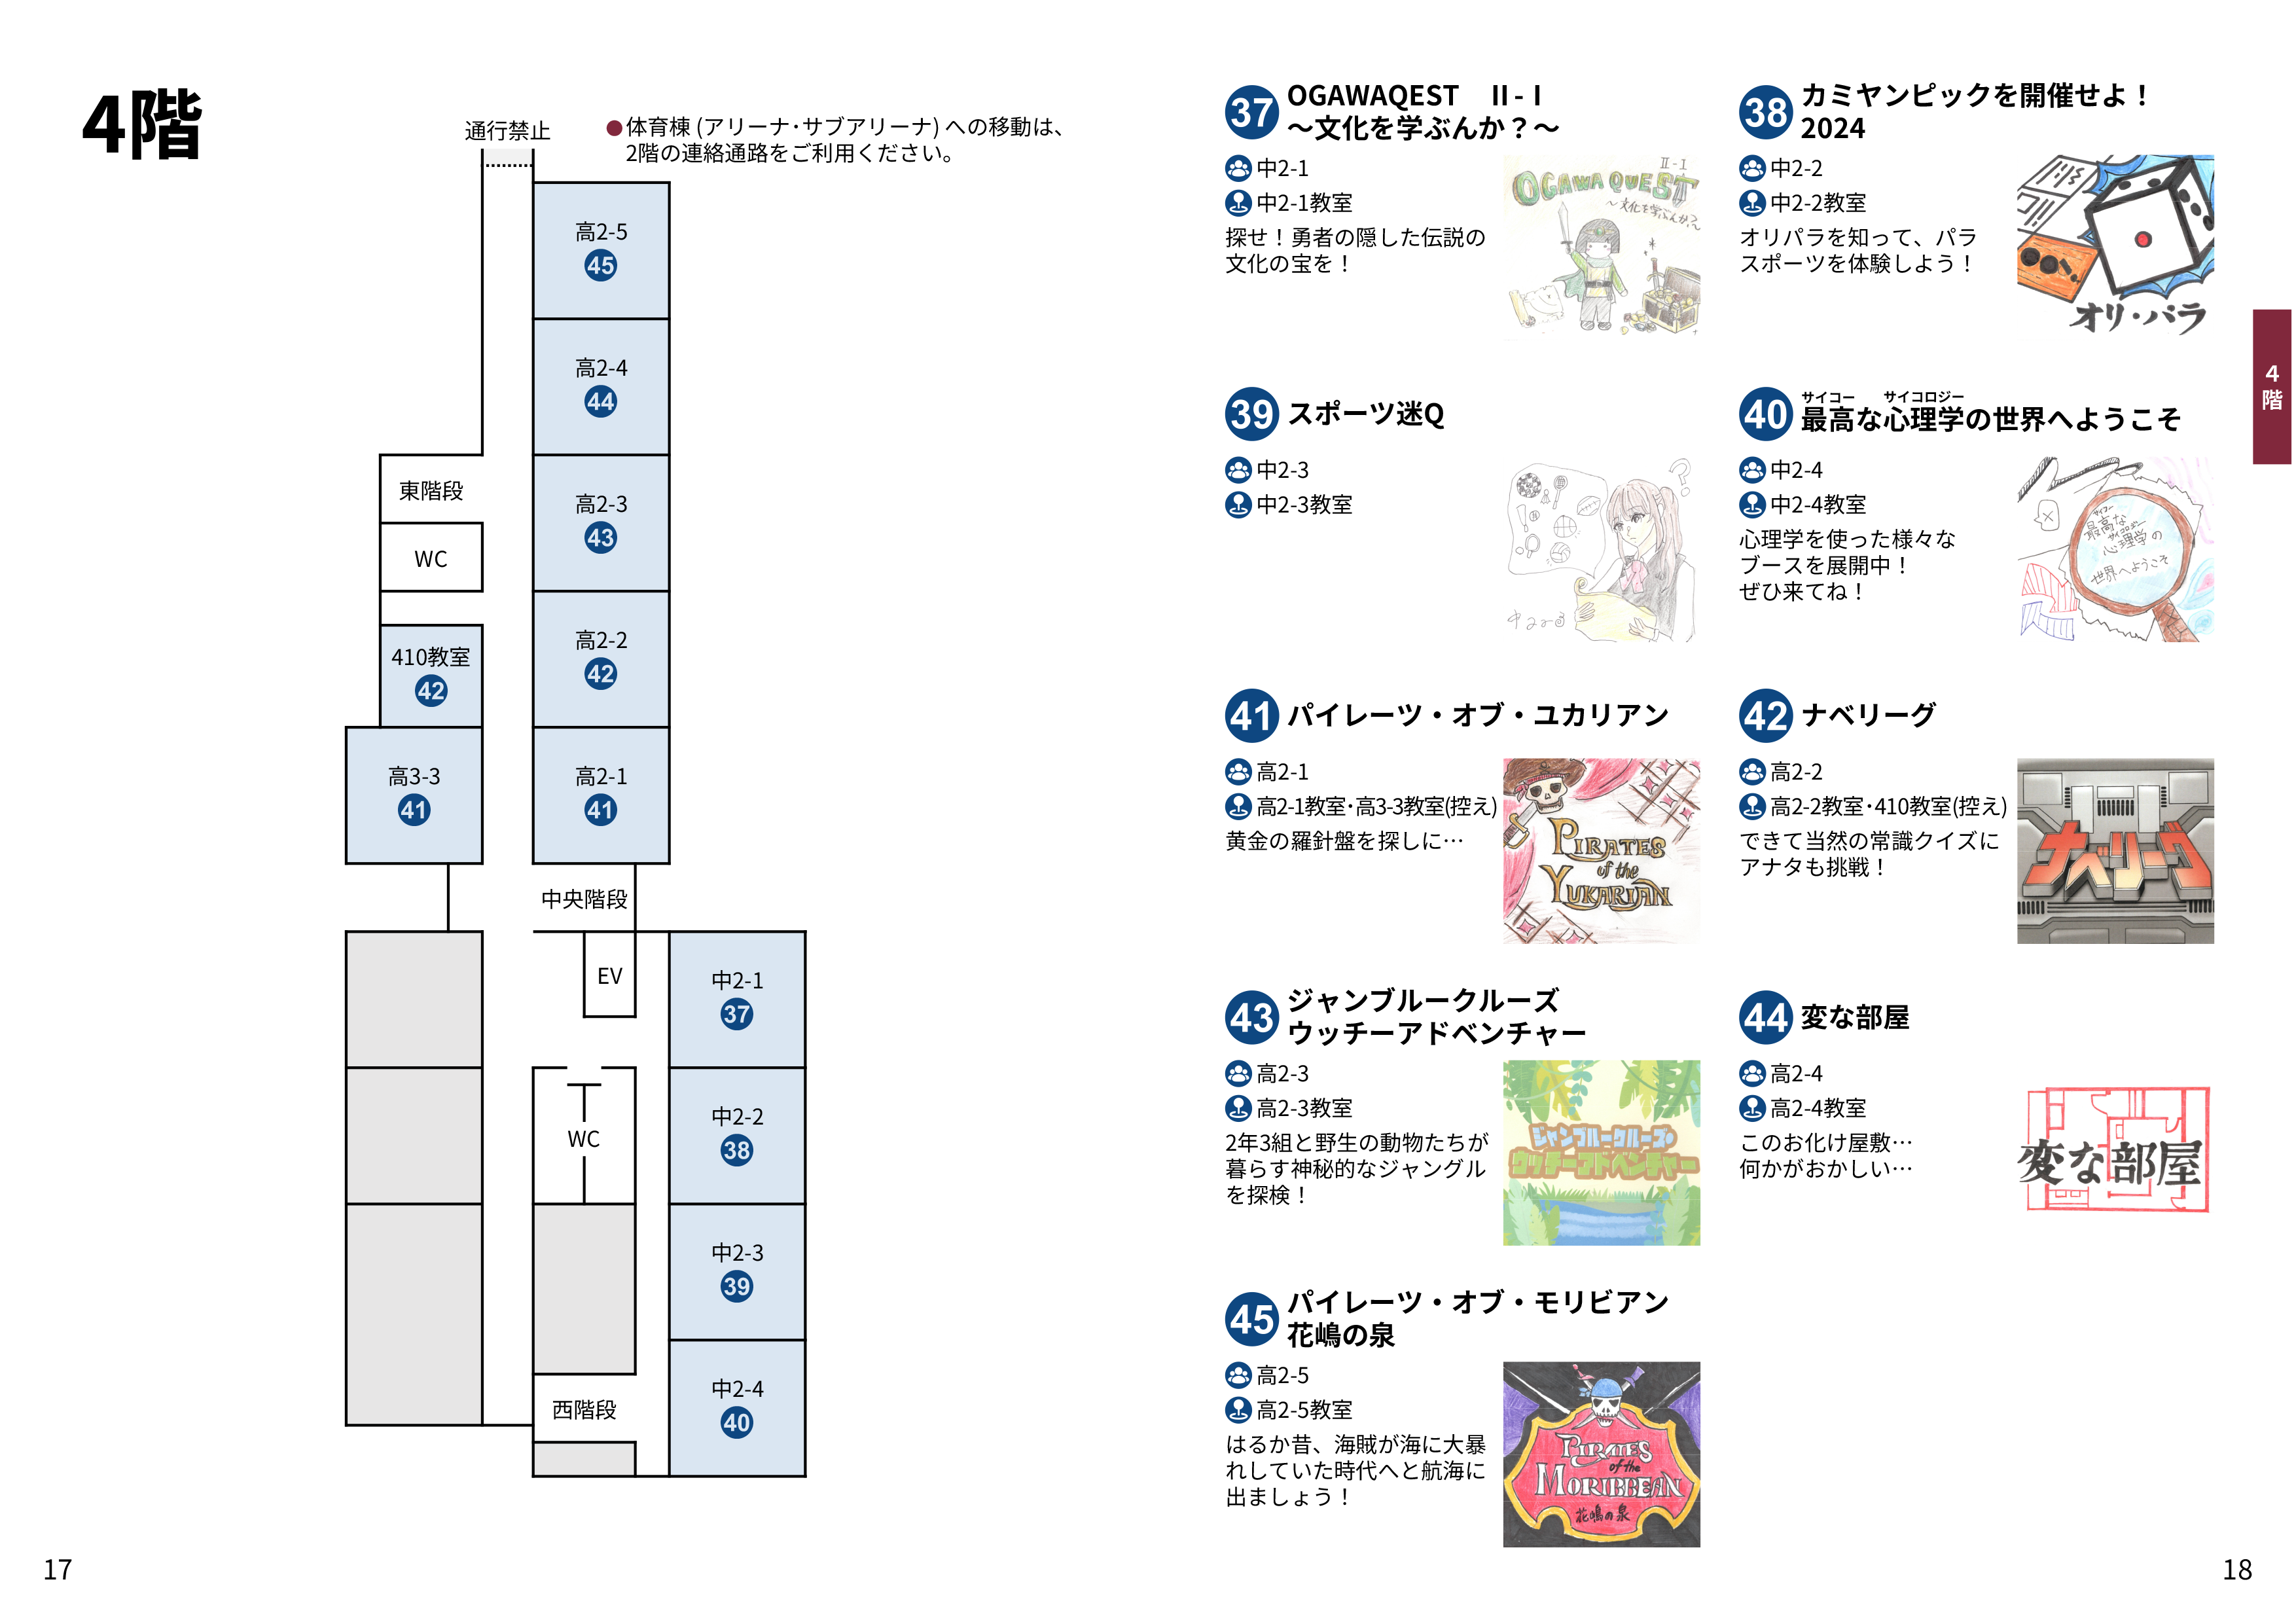 4階
通行禁止
●体育棟 (アリーナ･サブアリーナ) への移動は、
2階の連絡通路をご利用ください。
高2-5
45
高2-4
44
東階段
高2-3
43
WC
高2-2
42
410教室
42
高3-3
41
高2-1
41
中央階段
EV
中2-1
37
中2-2
38
WC
中2-3
39
中2-4
40
西階段
17
37 OGAWAQEST　II - I
～文化を学ぶんか？～
中2-1
中2-1教室
探せ！勇者の隠した伝説の
文化の宝を！
II-I
OGAWA QUEST
～文化を学ぶんか？～
38 カミヤンピックを開催せよ！
2024
中2-2
中2-2教室
オリパラを知って、パラ
スポーツを体験しよう！
オリ･パラ
39 スポーツ迷Q
中2-3
中2-3教室
?
中2-3
サイコー サイコロジー
40 最高な心理学の世界へようこそ
中2-4
中2-4教室
心理学を使った様々な
ブースを展開中！
ぜひ来てね！
サイコー
最高な
サイコロジー
心理学の
世界へようこそ
41 パイレーツ・オブ・ユカリアン
高2-1
高2-1教室･高3-3教室(控え)
黄金の羅針盤を探しに…
PIRATES
of the
YUKARIAN
42 ナベリーグ
高2-2
高2-2教室･410教室(控え)
できて当然の常識クイズに
アナタも挑戦！
ナベリーグ
43 ジャンブルークルーズ
ウッチーアドベンチャー
高2-3
高2-3教室
2年3組と野生の動物たちが
暮らす神秘的なジャングル
を探検！
ジャンブルークルーズ
ウッチーアドベンチャー
44 変な部屋
高2-4
高2-4教室
このお化け屋敷…
何かがおかしい…
変な部屋
45 パイレーツ・オブ・モリビアン
花嶋の泉
高2-5
高2-5教室
はるか昔、海賊が海に大暴
れしていた時代へと航海に
出ましょう！
PIRATES
of the
MORIBBEAN
花嶋の泉
4
階
18